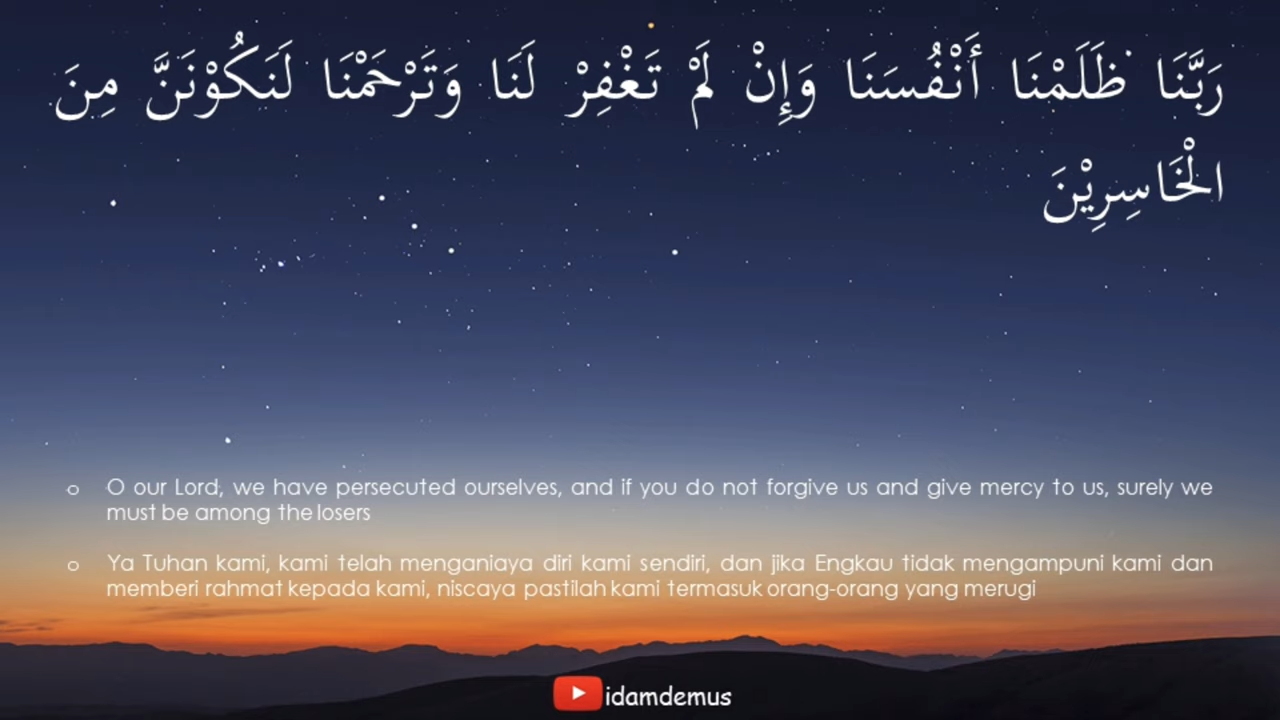 رَبَّنَا ظَلَمْنَا أَنْفُسَنَا وَإِنْ لَمْ تَغْفِرْ لَنَا وَتَرْحَمْنَا لَنَكُوْنَنَّ مِنَ
الْخَاسِرِيْنَ
o O our Lord, we have persecuted ourselves, and if you do not forgive us and give mercy to us, surely we
must be among the losers
o Ya Tuhan kami, kami telah menganiaya diri kami sendiri, dan jika Engkau tidak mengampuni kami dan
memberi rahmat kepada kami, niscaya pastilah kami termasuk orang-orang yang merugi
idamdemus